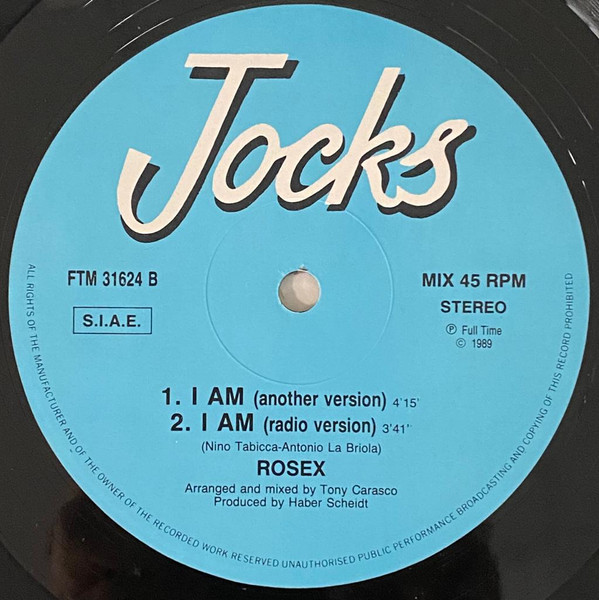 Jocks
FTM 31624 B
S.I.A.E.
MIX 45 RPM
STEREO
Ⓟ Full Time
© 1989
1. I AM (another version) 4'15'
2. I AM (radio version) 3'41''
(Nino Tabicca-Antonio La Briola)
ROSEX
Arranged and mixed by Tony Carasco
Produced by Haber Scheidt
ALL RIGHTS OF THE MANUFACTURER AND OF THE OWNER OF THE RECORDED WORK RESERVED UNAUTHORISED PUBLIC PERFORMANCE BROADCASTING AND COPYING OF THIS RECORD PROHIBITED